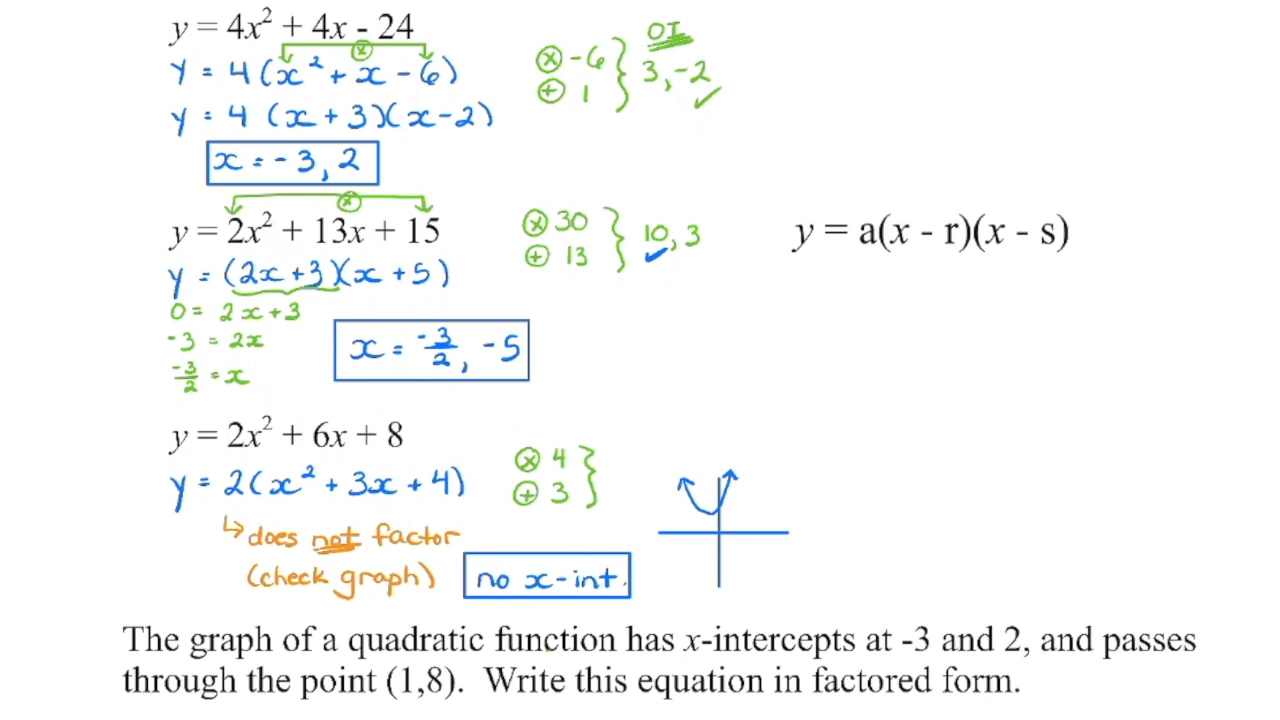 y = 4x² + 4x - 24
y = 4(x² + x - 6)
ⓧ -6
⊕ 1
OI
3, -2 ✓
y = 4 (x + 3)(x - 2)
x = -3, 2
ⓧ
y = 2x² + 13x + 15
ⓧ 30
⊕ 13
10, 3 ✓
y = a(x - r)(x - s)
y = (2x + 3)(x + 5)
0 = 2x + 3
-3 = 2x
-3/2 = x
x = -3/2, -5
y = 2x² + 6x + 8
y = 2(x² + 3x + 4)
ⓧ 4
⊕ 3
↳ does not factor
(check graph)
no x-int.
The graph of a quadratic function has x-intercepts at -3 and 2, and passes
through the point (1,8). Write this equation in factored form.